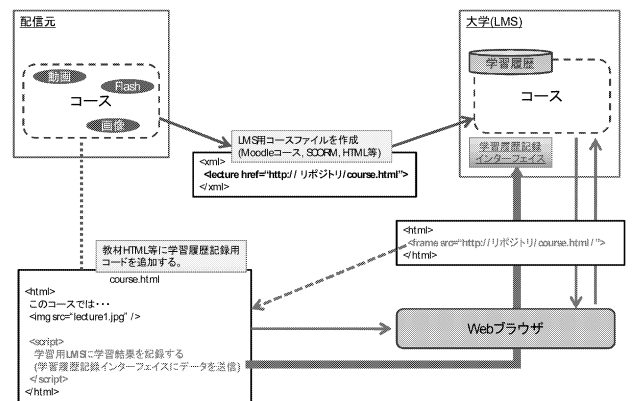 配信元
動画
Flash
コース
画像
大学(LMS)
学習履歴
コース
学習履歴記録
インターフェイス
LMS用コースファイルを作成
(Moodleコース, SCORM, HTML等)
<xml>
<lecture href="http:// リポジトリ/course.html">
</xml>
<html>
<frame src="http://リポジトリ/course.html/">
</html>
教材HTML等に学習履歴記録用
コードを追加する。
course.html
<html>
このコースでは・・・
<img src="lecture1.jpg" />
<script>
学習用LMSに学習結果を記録する
(学習履歴記録インターフェイスにデータを送信)
</script>
</html>
Webブラウザ